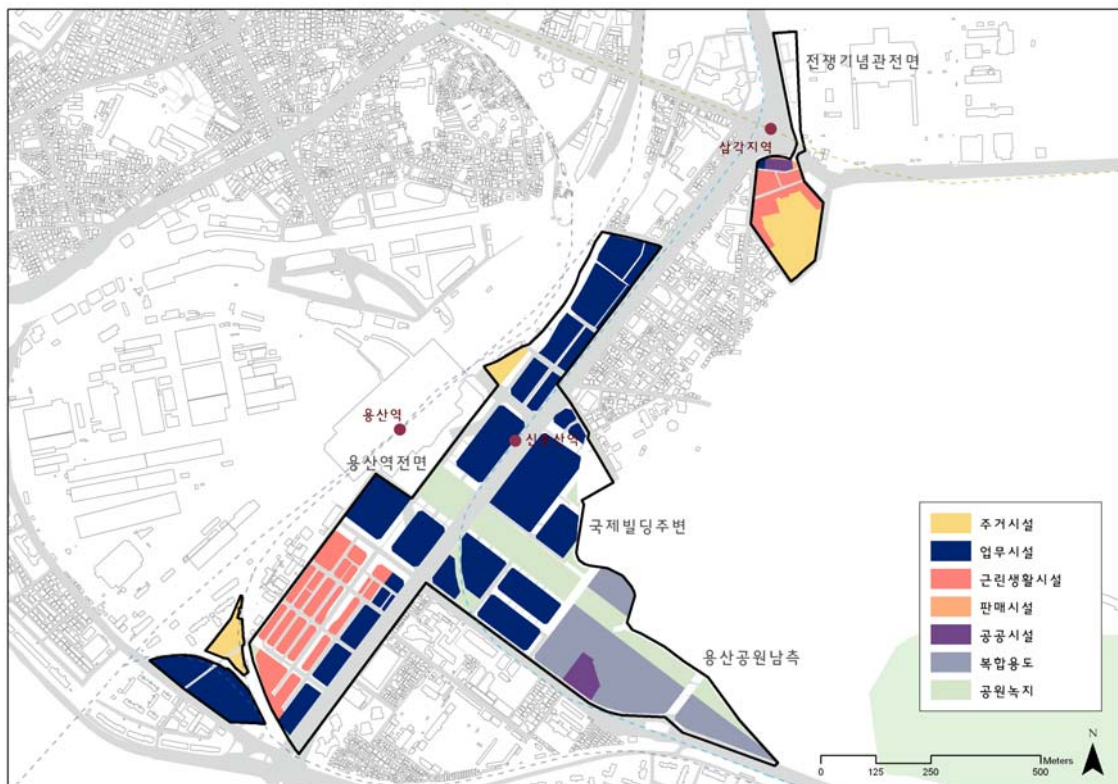 전쟁기념관전면
삼각지역
용산역
신용산역
용산역전면
국제빌딩주변
용산공원남측
주거시설
업무시설
근린생활시설
판매시설
공공시설
복합용도
공원녹지
N
Meters
0 125 250 500